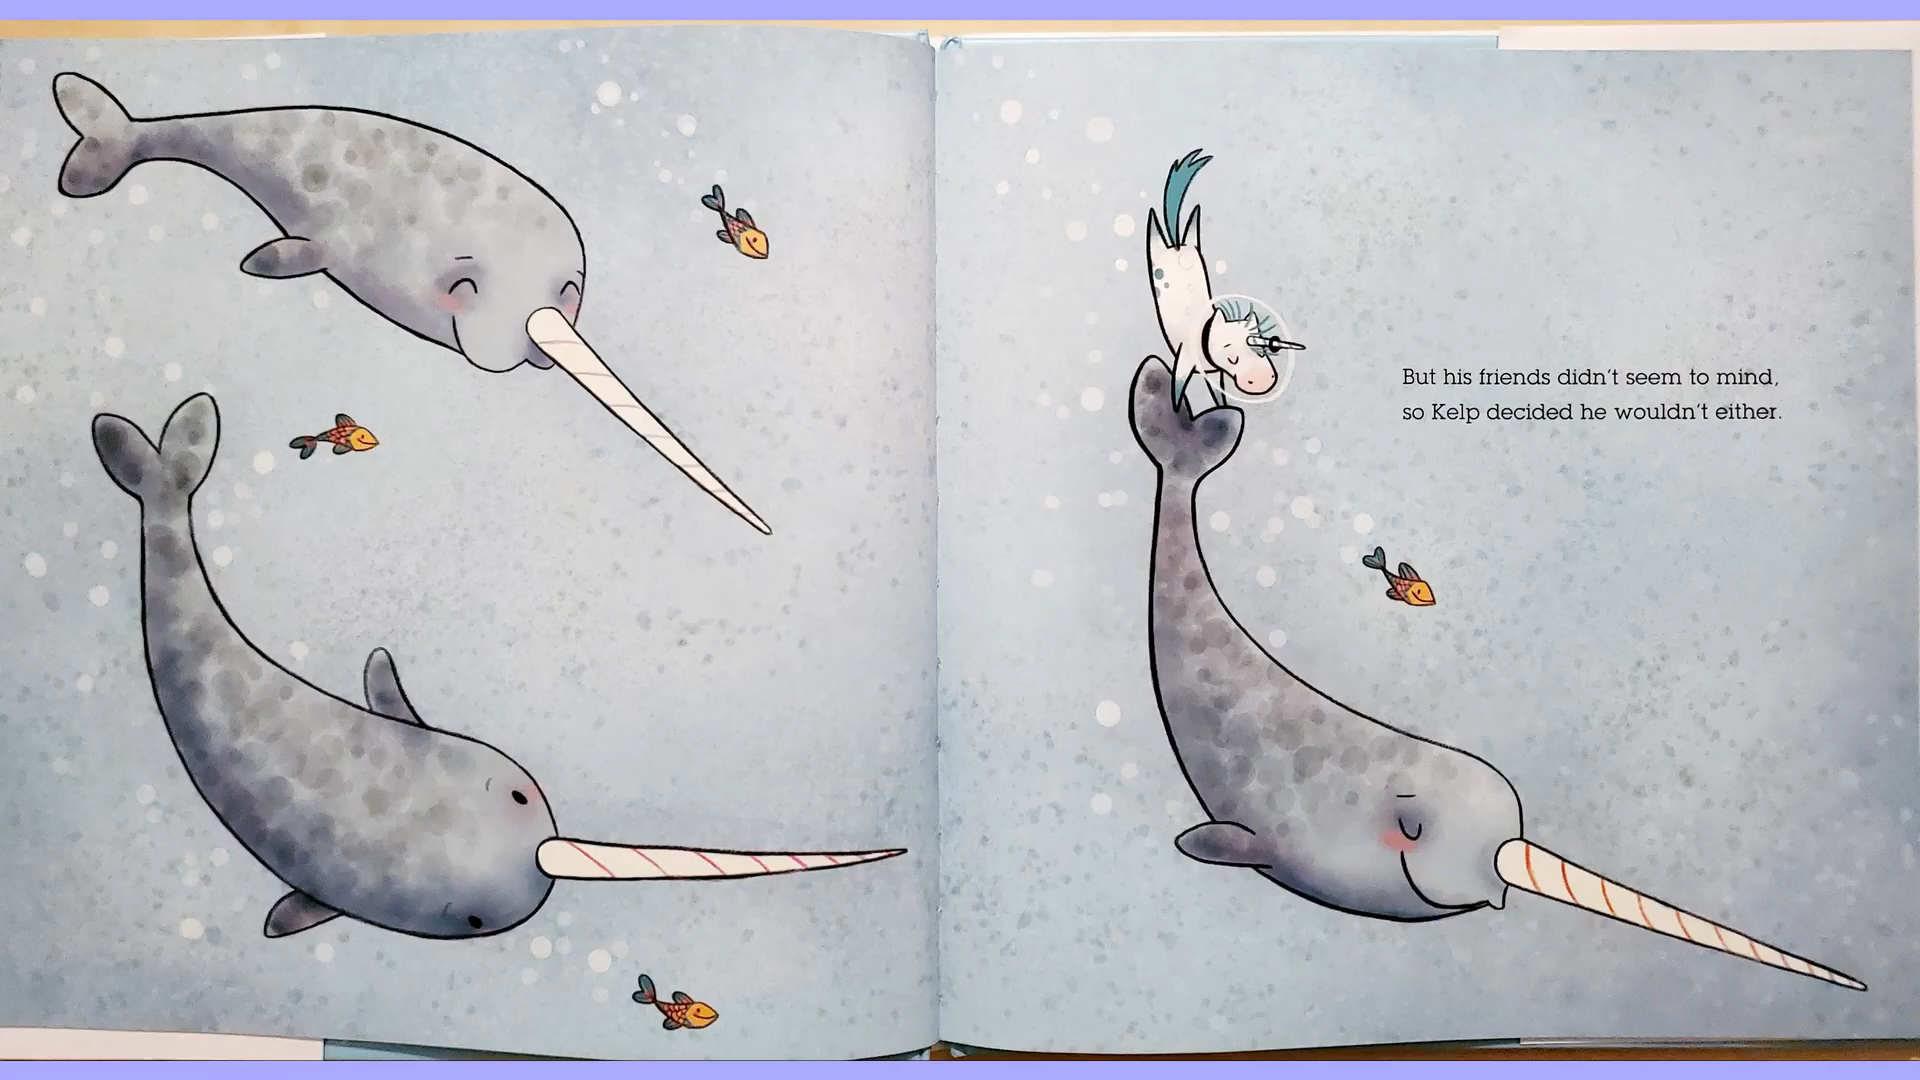 But his friends didn't seem to mind,
so Kelp decided he wouldn't either.